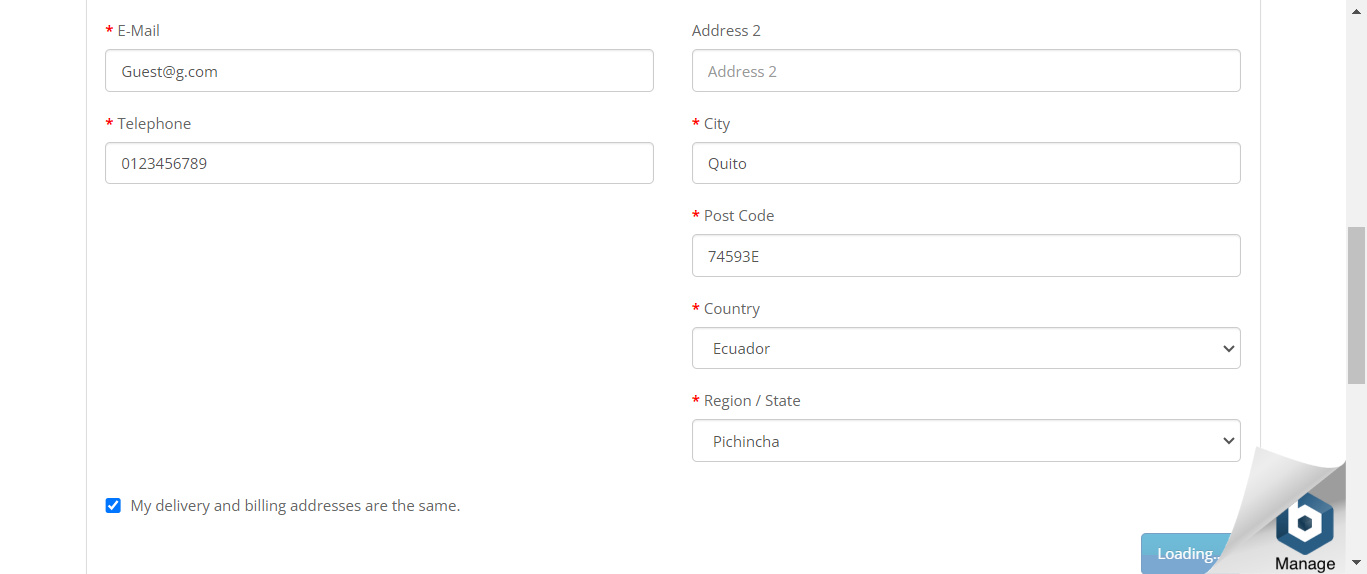 * E-Mail
Guest@g.com
* Telephone
0123456789
Address 2
Address 2
* City
Quito
* Post Code
74593E
* Country
Ecuador
* Region / State
Pichincha
My delivery and billing addresses are the same.
Loading..
Manage